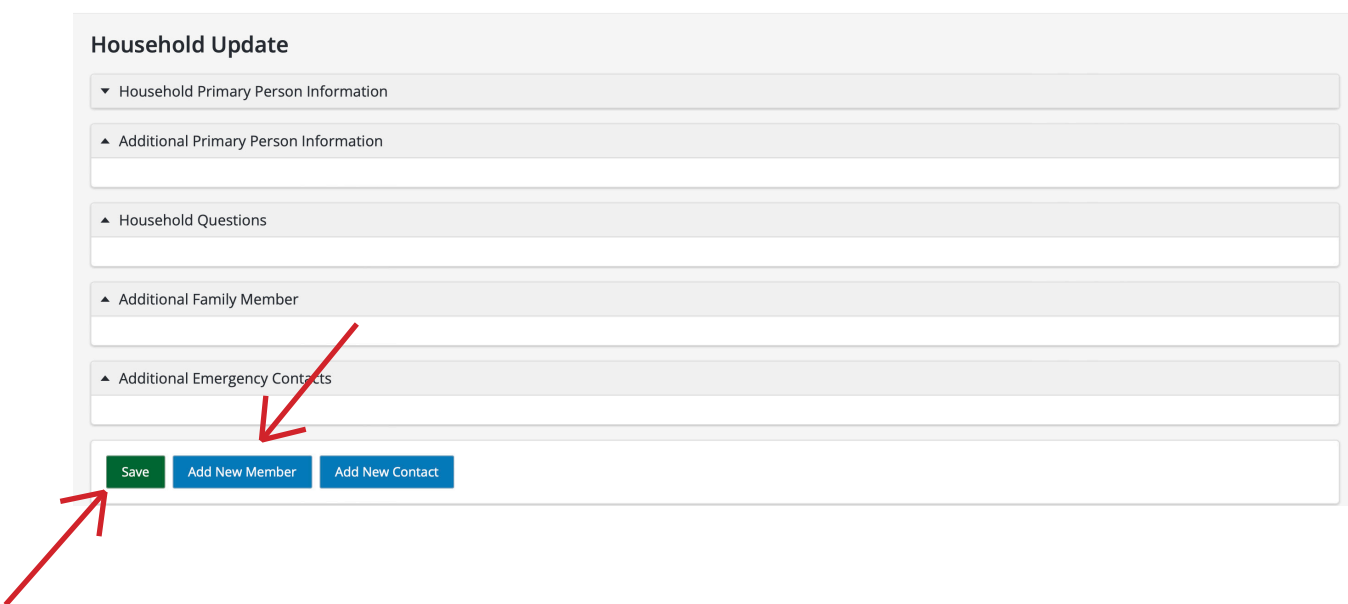 Household Update
Household Primary Person Information
Additional Primary Person Information
Household Questions
Additional Family Member
Additional Emergency Contacts
Save Add New Member Add New Contact